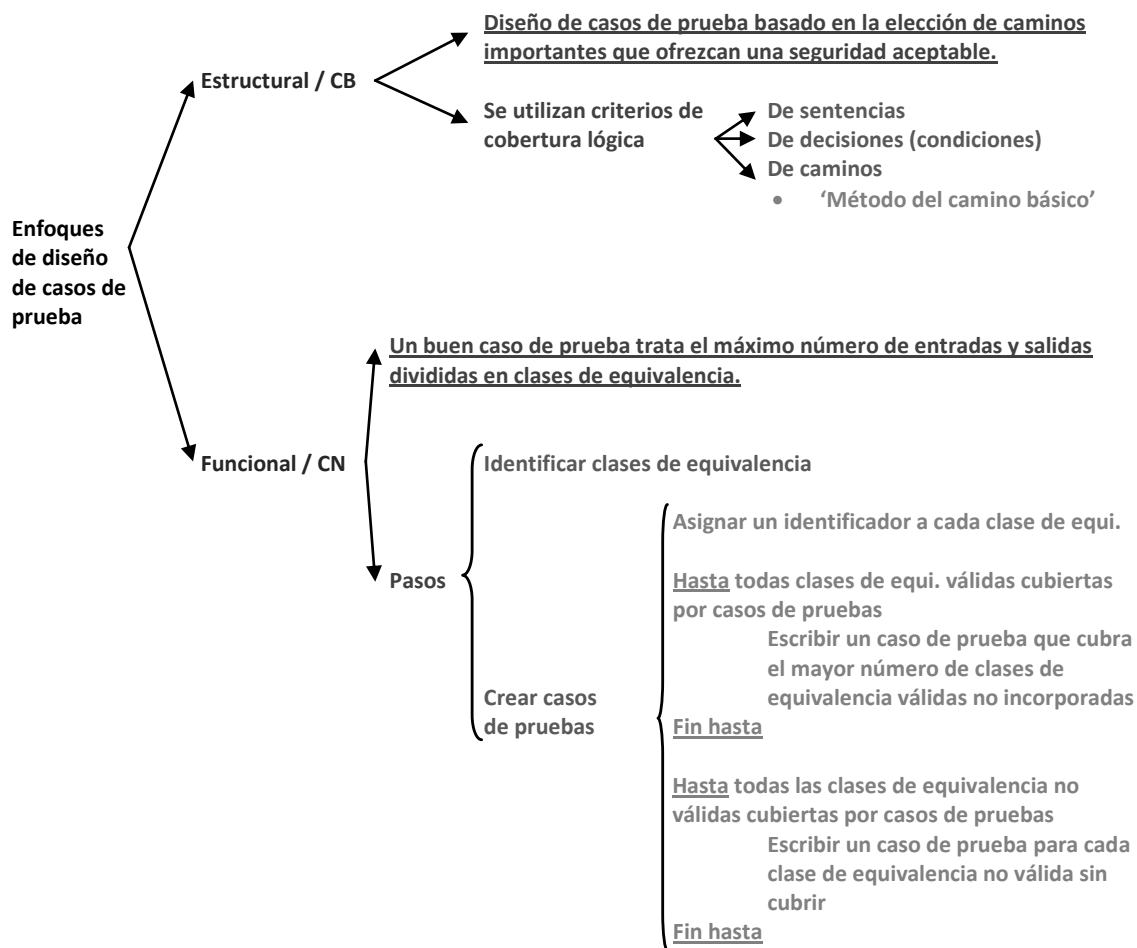 Enfoques
de diseño
de casos de
prueba
Estructural / CB
Diseño de casos de prueba basado en la elección de caminos
importantes que ofrezcan una seguridad aceptable.
Se utilizan criterios de
cobertura lógica
De sentencias
De decisiones (condiciones)
De caminos
• ‘Método del camino básico’
Funcional / CN
Un buen caso de prueba trata el máximo número de entradas y salidas
divididas en clases de equivalencia.
Pasos
Identificar clases de equivalencia
Crear casos
de pruebas
Asignar un identificador a cada clase de equi.
Hasta todas clases de equi. válidas cubiertas
por casos de pruebas
Escribir un caso de prueba que cubra
el mayor número de clases de
equivalencia válidas no incorporadas
Fin hasta
Hasta todas las clases de equivalencia no
válidas cubiertas por casos de pruebas
Escribir un caso de prueba para cada
clase de equivalencia no válida sin
cubrir
Fin hasta